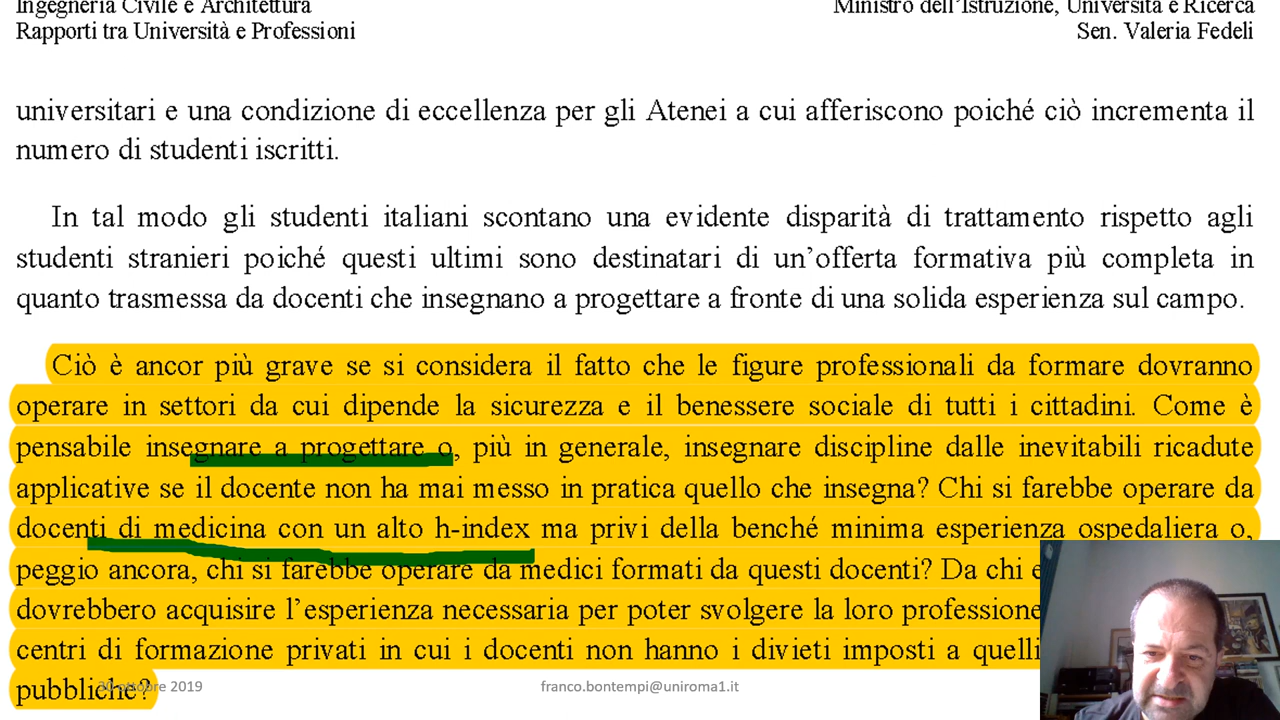 Ingegneria Civile e Architettura
Ministro dell'Istruzione, Università e Ricerca
Rapporti tra Università e Professioni
Sen. Valeria Fedeli
universitari e una condizione di eccellenza per gli Atenei a cui afferiscono poiché ciò incrementa il
numero di studenti iscritti.
In tal modo gli studenti italiani scontano una evidente disparità di trattamento rispetto agli
studenti stranieri poiché questi ultimi sono destinatari di un'offerta formativa più completa in
quanto trasmessa da docenti che insegnano a progettare a fronte di una solida esperienza sul campo.
Ciò è ancor più grave se si considera il fatto che le figure professionali da formare dovranno
operare in settori da cui dipende la sicurezza e il benessere sociale di tutti i cittadini. Come è
pensabile insegnare a progettare o, più in generale, insegnare discipline dalle inevitabili ricadute
applicative se il docente non ha mai messo in pratica quello che insegna? Chi si farebbe operare da
docenti di medicina con un alto h-index ma privi della benché minima esperienza ospedaliera o,
peggio ancora, chi si farebbe operare da medici formati da questi docenti? Da chi
dovrebbero acquisire l'esperienza necessaria per poter svolgere la loro professione
centri di formazione privati in cui i docenti non hanno i divieti imposti a quelli
pubbliche?
20 ottobre 2019
franco.bontempi@uniroma1.it